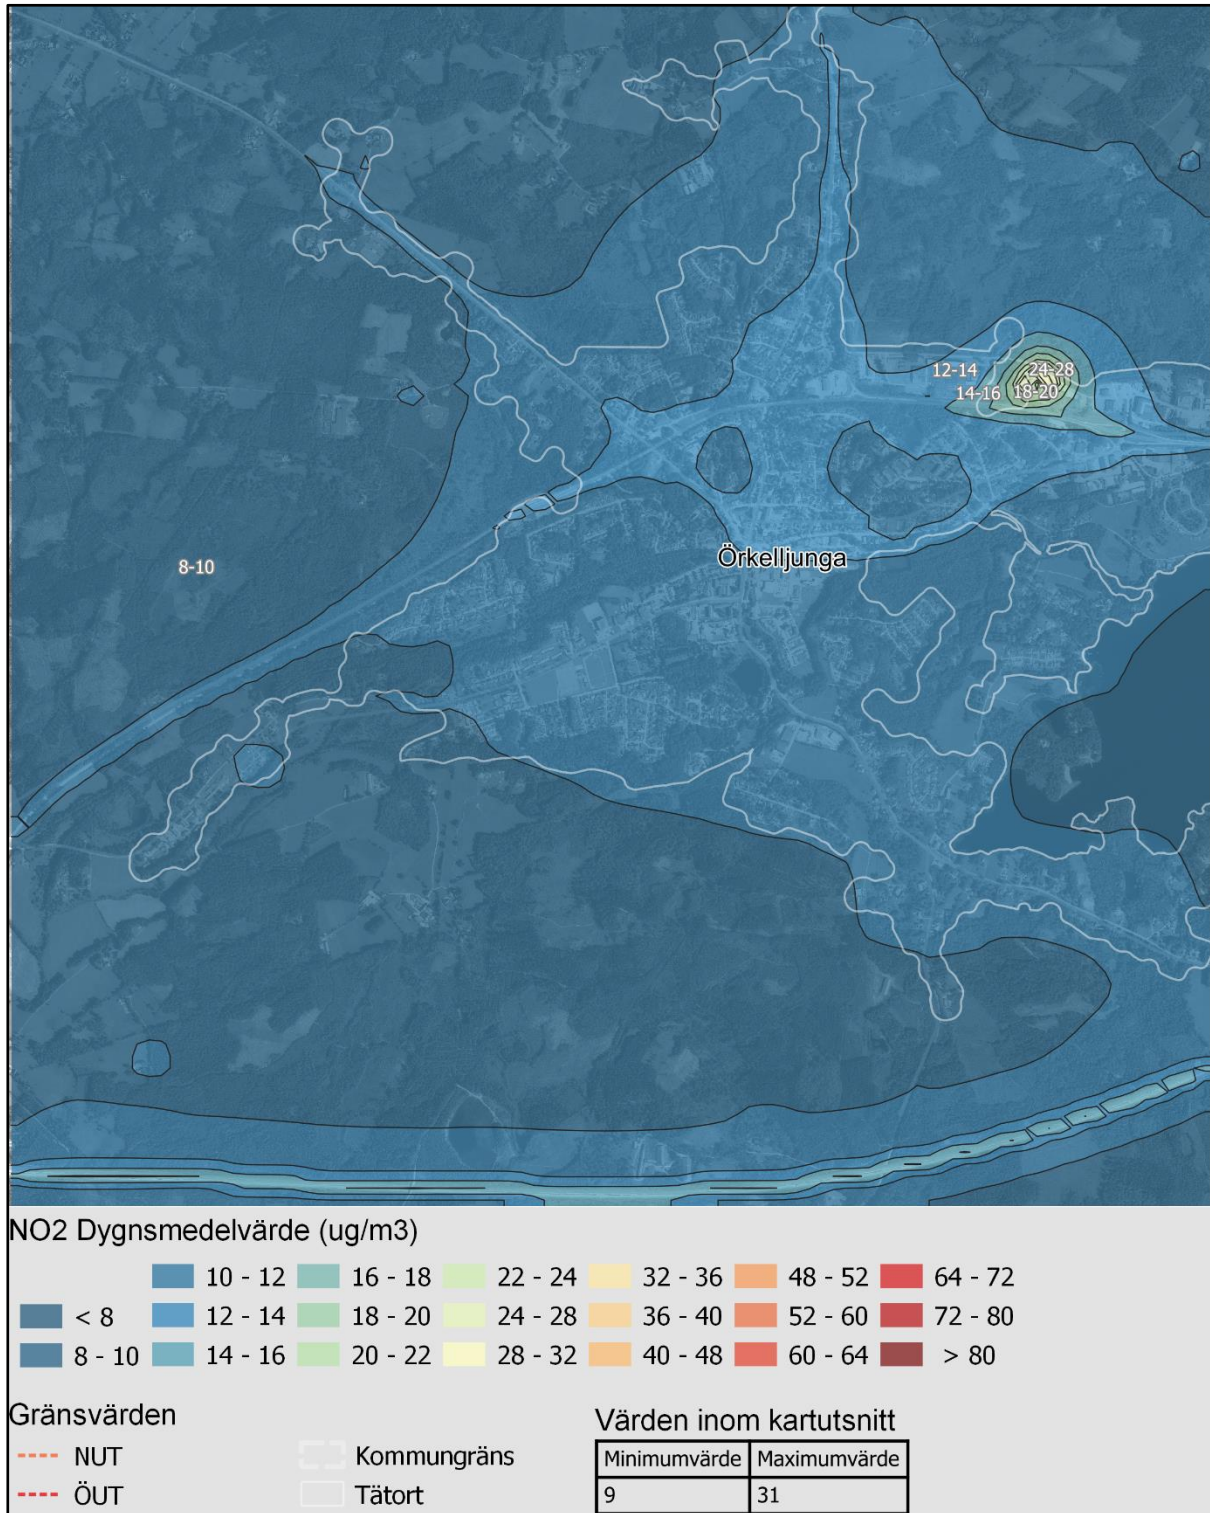 12-14
24-28
14-16
18-20
Örkelljunga
8-10
NO2 Dygnsmedelvärde (ug/m3)
10 - 12 16 - 18 22 - 24 32 - 36 48 - 52 64 - 72
< 8 12 - 14 18 - 20 24 - 28 36 - 40 52 - 60 72 - 80
8 - 10 14 - 16 20 - 22 28 - 32 40 - 48 60 - 64 > 80
Gränsvärden
NUT Kommungräns
ÖUT Tätort
Värden inom kartutsnitt
Minimumvärde Maximumvärde
9 31